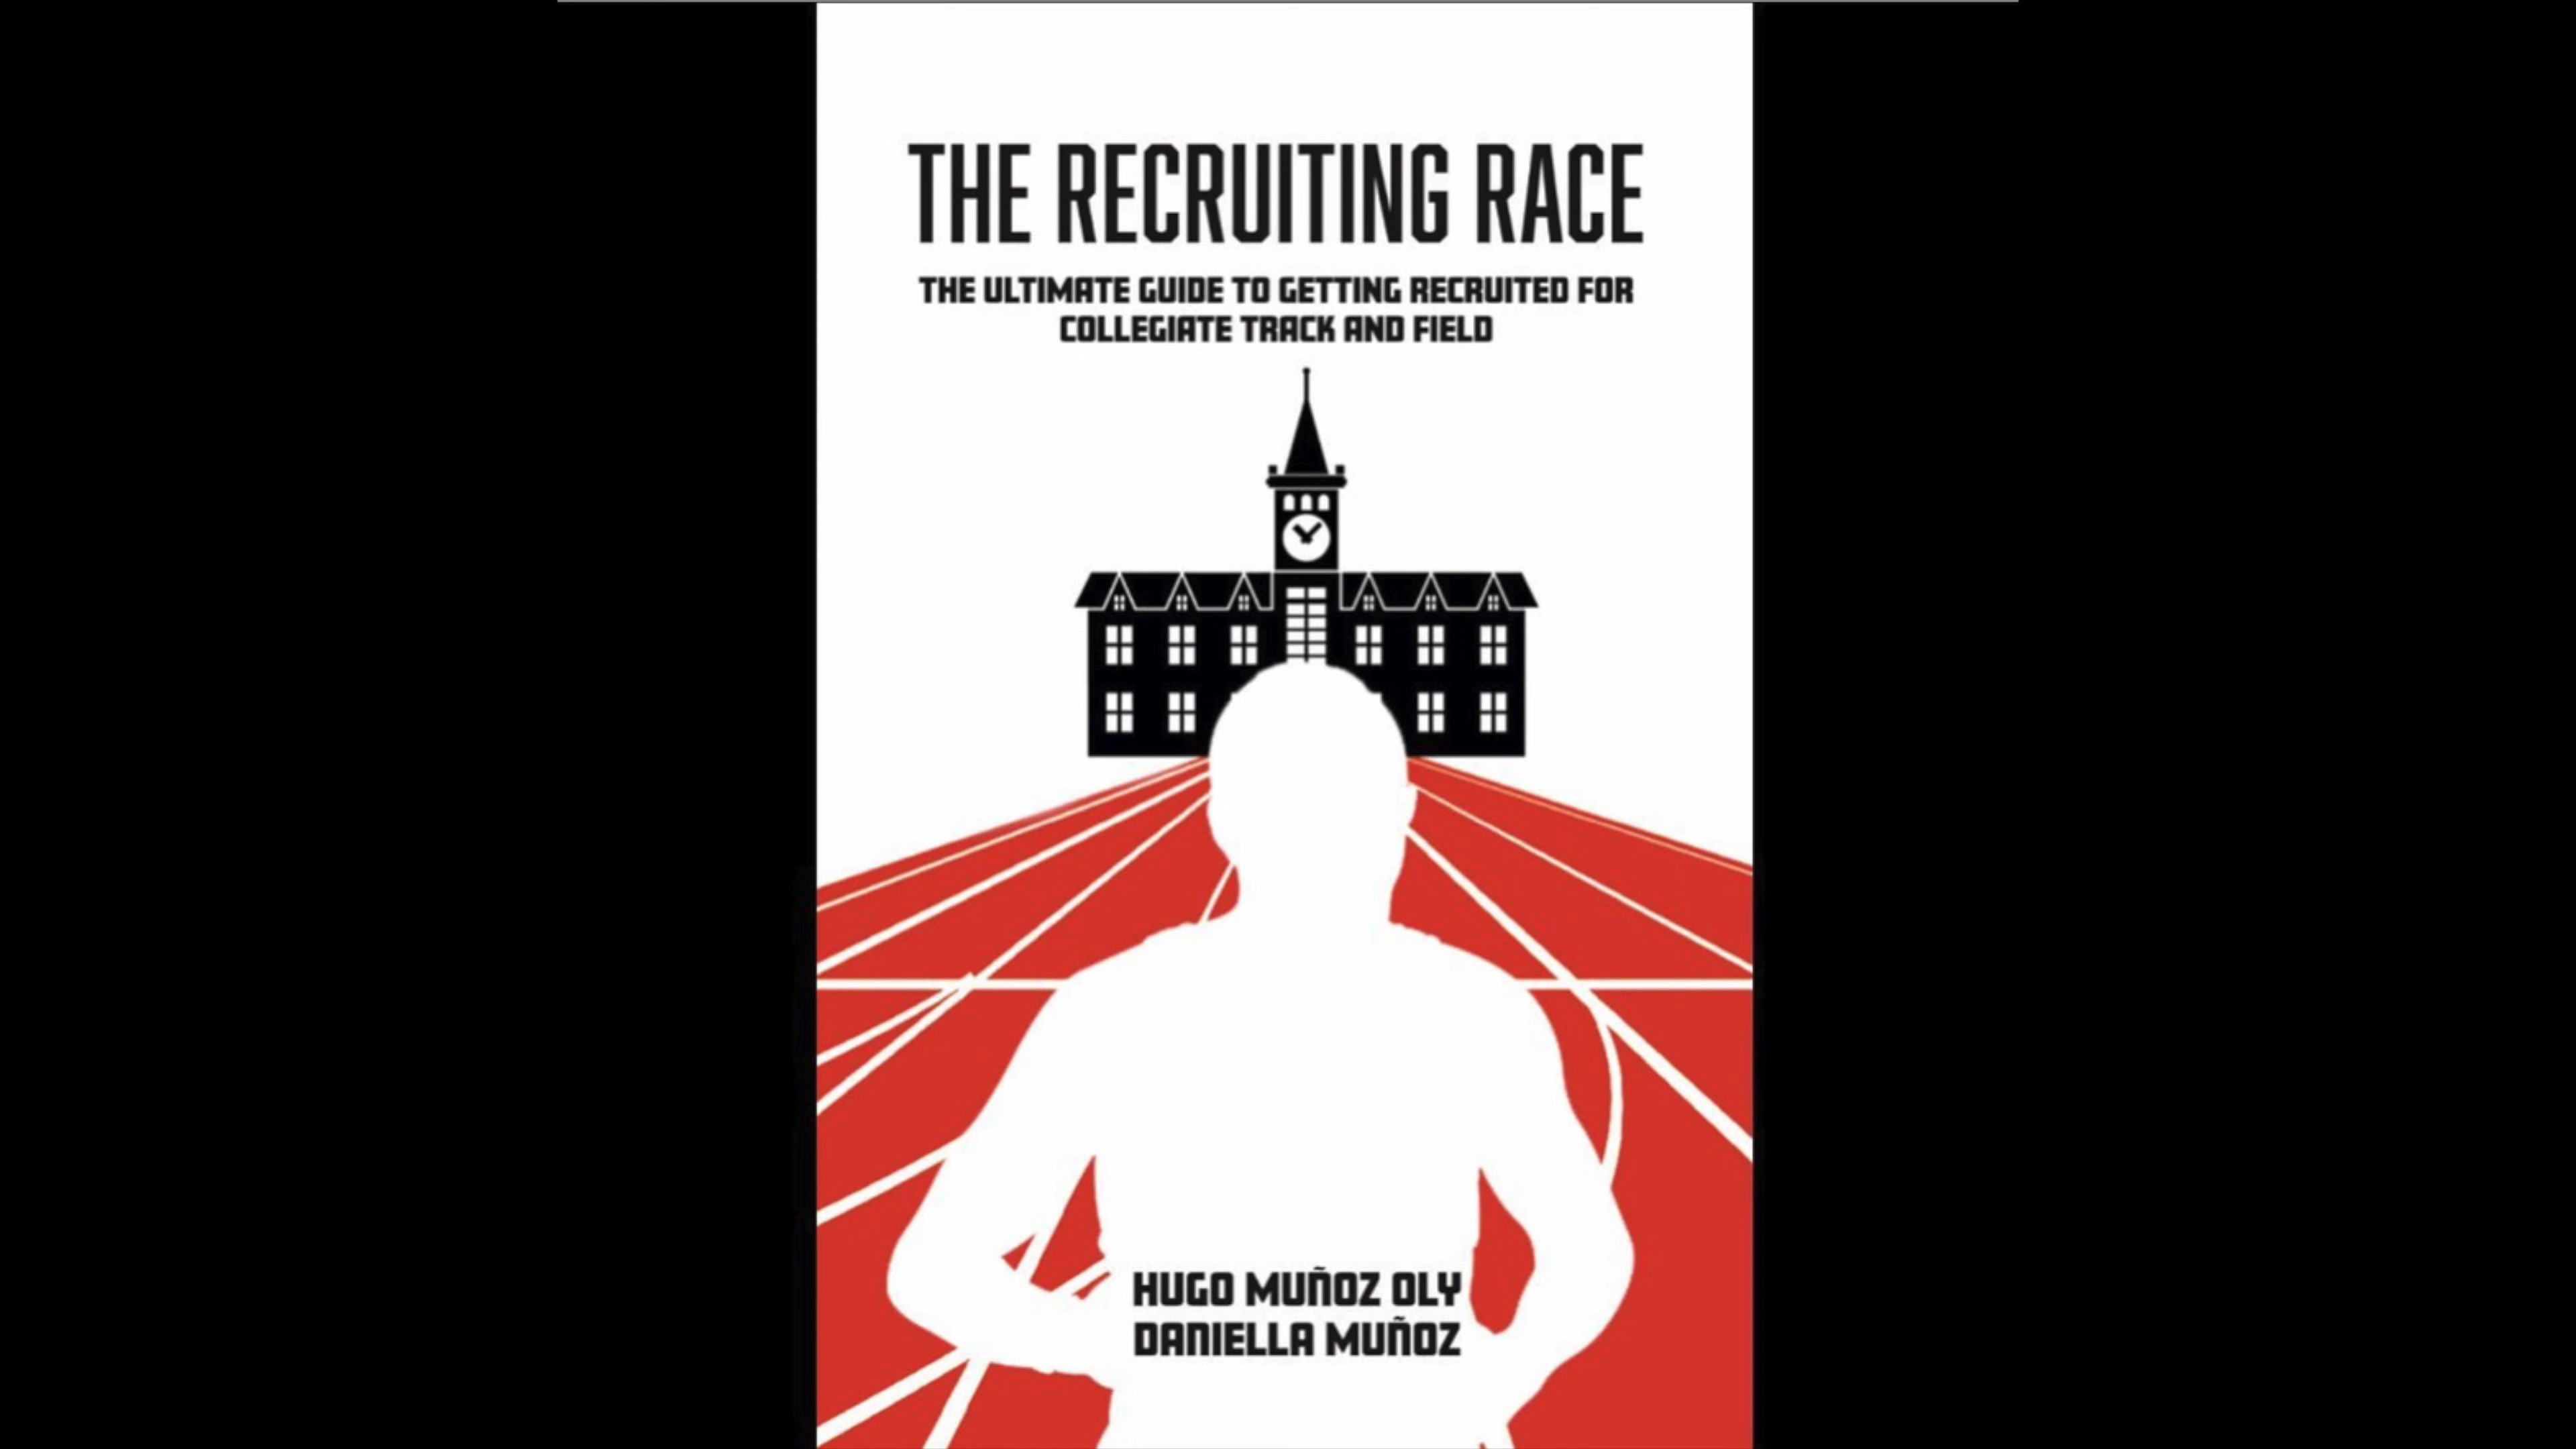 THE RECRUITING RACE
THE ULTIMATE GUIDE TO GETTING RECRUITED FOR
COLLEGIATE TRACK AND FIELD
HUGO MUÑOZ OLY
DANIELLA MUÑOZ